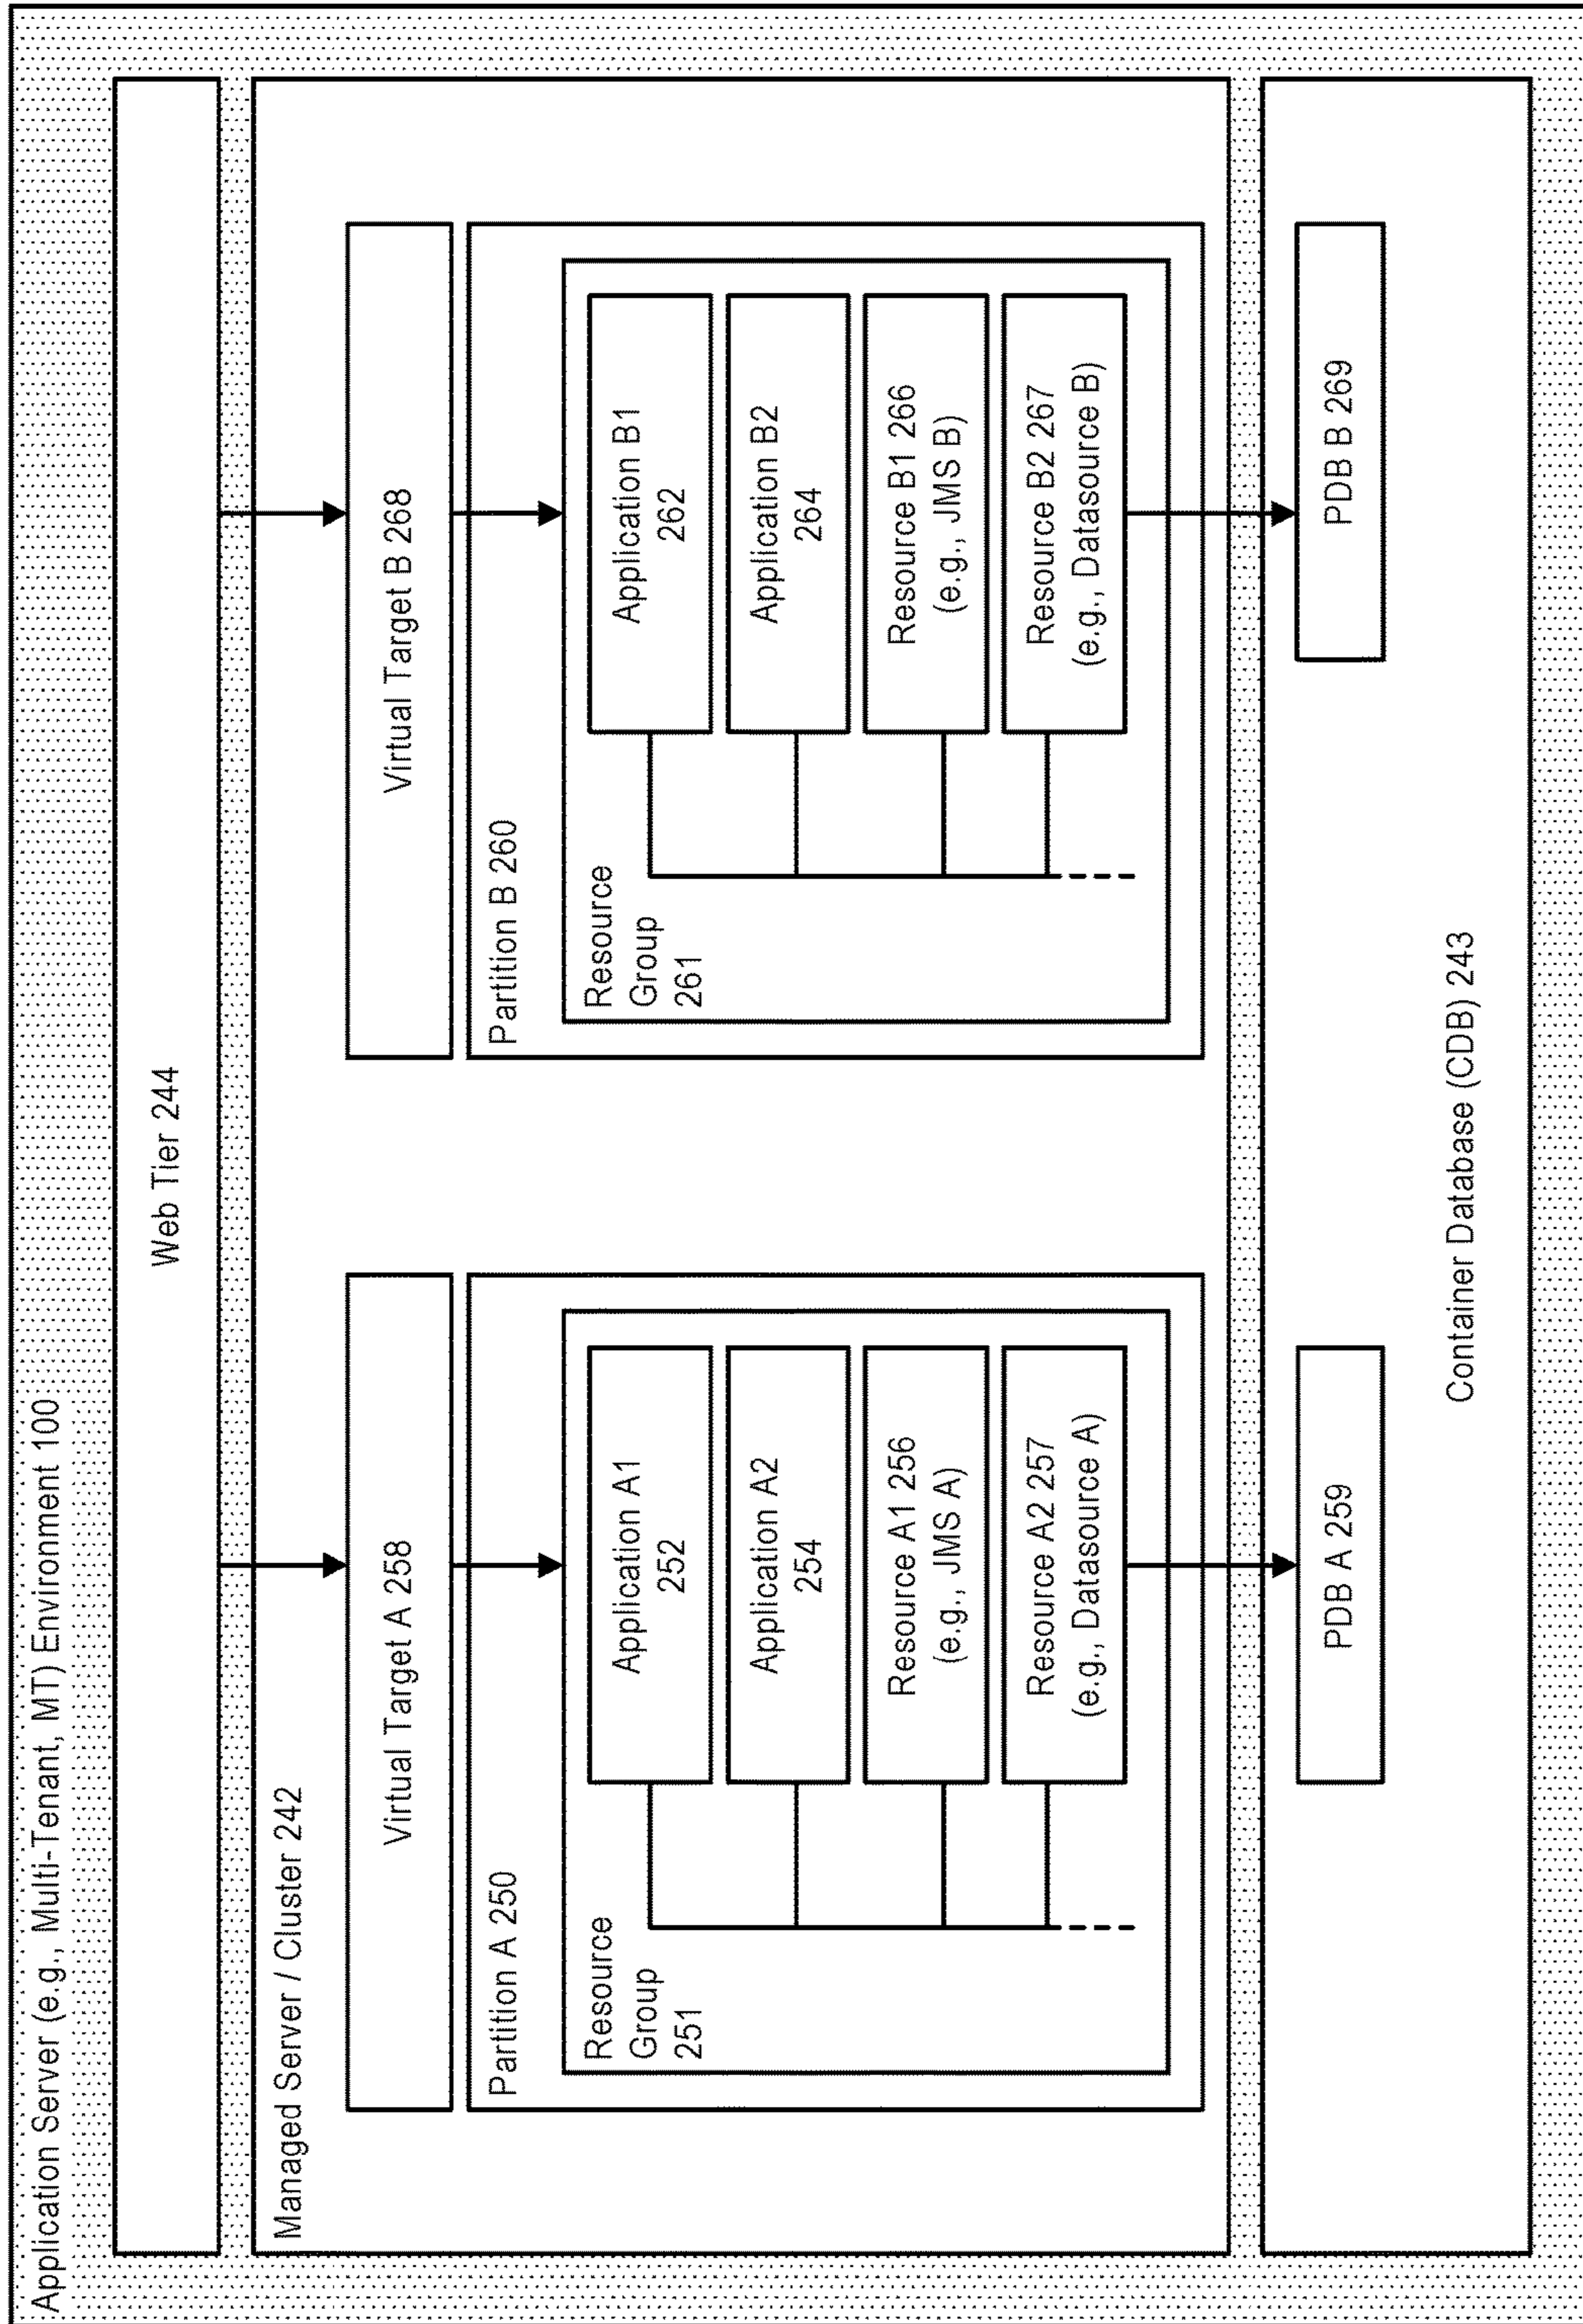 Application Server (e.g., Multi-Tenant, MT) Environment 100
Web Tier 244
Managed Server / Cluster 242
Virtual Target A 258
Partition A 250
Resource
Group
251
Application A1
252
Application A2
254
Resource A1 256
(e.g., JMS A)
Resource A2 257
(e.g., Datasource A)
Virtual Target B 268
Partition B 260
Resource
Group
261
Application B1
262
Application B2
264
Resource B1 266
(e.g., JMS B)
Resource B2 267
(e.g., Datasource B)
PDB A 259
PDB B 269
Container Database (CDB) 243